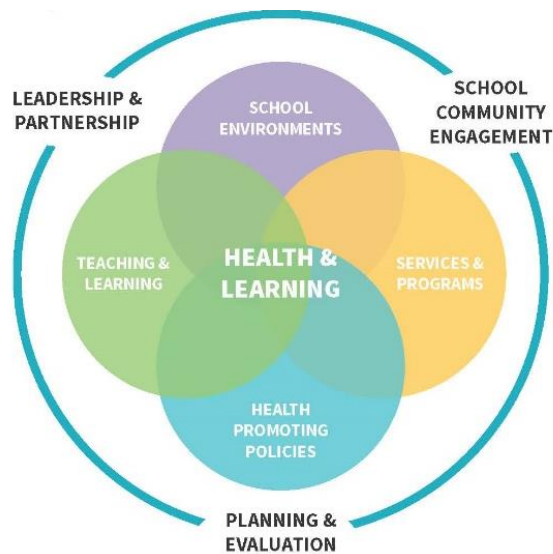 LEADERSHIP &
PARTNERSHIP
SCHOOL
COMMUNITY
ENGAGEMENT
SCHOOL
ENVIRONMENTS
TEACHING &
LEARNING
HEALTH &
LEARNING
SERVICES &
PROGRAMS
HEALTH
PROMOTING
POLICIES
PLANNING &
EVALUATION